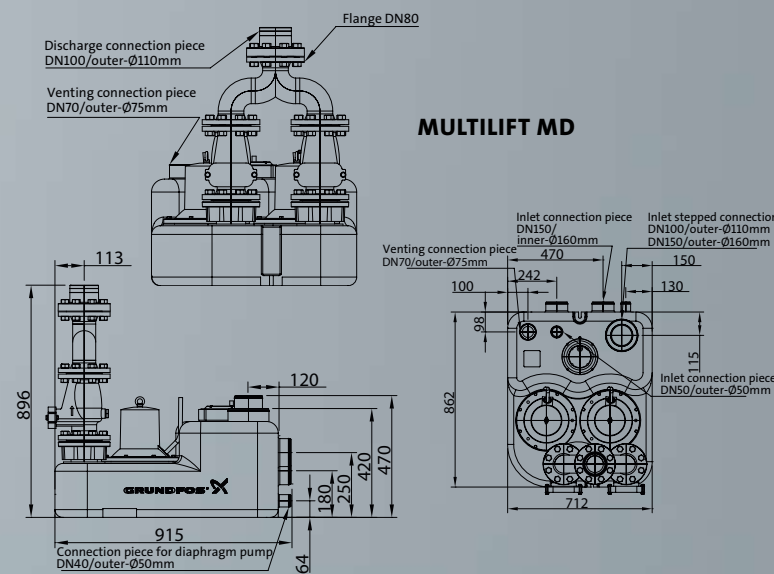 Flange DN80
Discharge connection piece
DN100/outer-Ø110mm
Venting connection piece
DN70/outer-Ø75mm
MULTILIFT MD
Inlet connection piece
DN150/
inner-Ø160mm
Inlet stepped connection
DN100/outer-Ø110mm
DN150/outer-Ø160mm
Venting connection piece
DN70/outer-Ø75mm
470
150
242
100
130
98
115
862
Inlet connection piece
DN50/outer-Ø50mm
712
113
896
120
GRUNDFOS
64
180
250
420
470
915
Connection piece for diaphragm pump
DN40/outer-Ø50mm